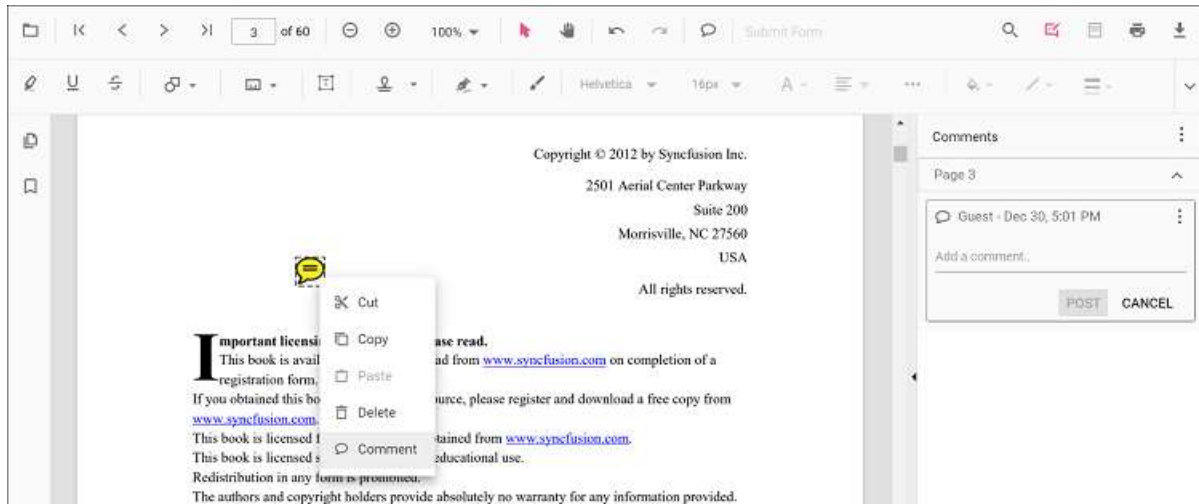 3 of 60 100% Submit Form
Helvetica 16px A
Copyright © 2012 by Syncfusion Inc.
2501 Aerial Center Parkway
Suite 200
Morrisville, NC 27560
USA
All rights reserved.
Cut
Copy
Paste
Delete
Comment
Important licensi ase read.
This book is avail ad from www.syncfusion.com on completion of a
registration form.
If you obtained this bo urce, please register and download a free copy from
www.syncfusion.com.
This book is licensed tained from www.syncfusion.com.
This book is licensed s educational use.
Redistribution in any form is prohibited.
The authors and copyright holders provide absolutely no warranty for any information provided.
Comments
Page 3
Guest - Dec 30, 5:01 PM
Add a comment..
POST CANCEL